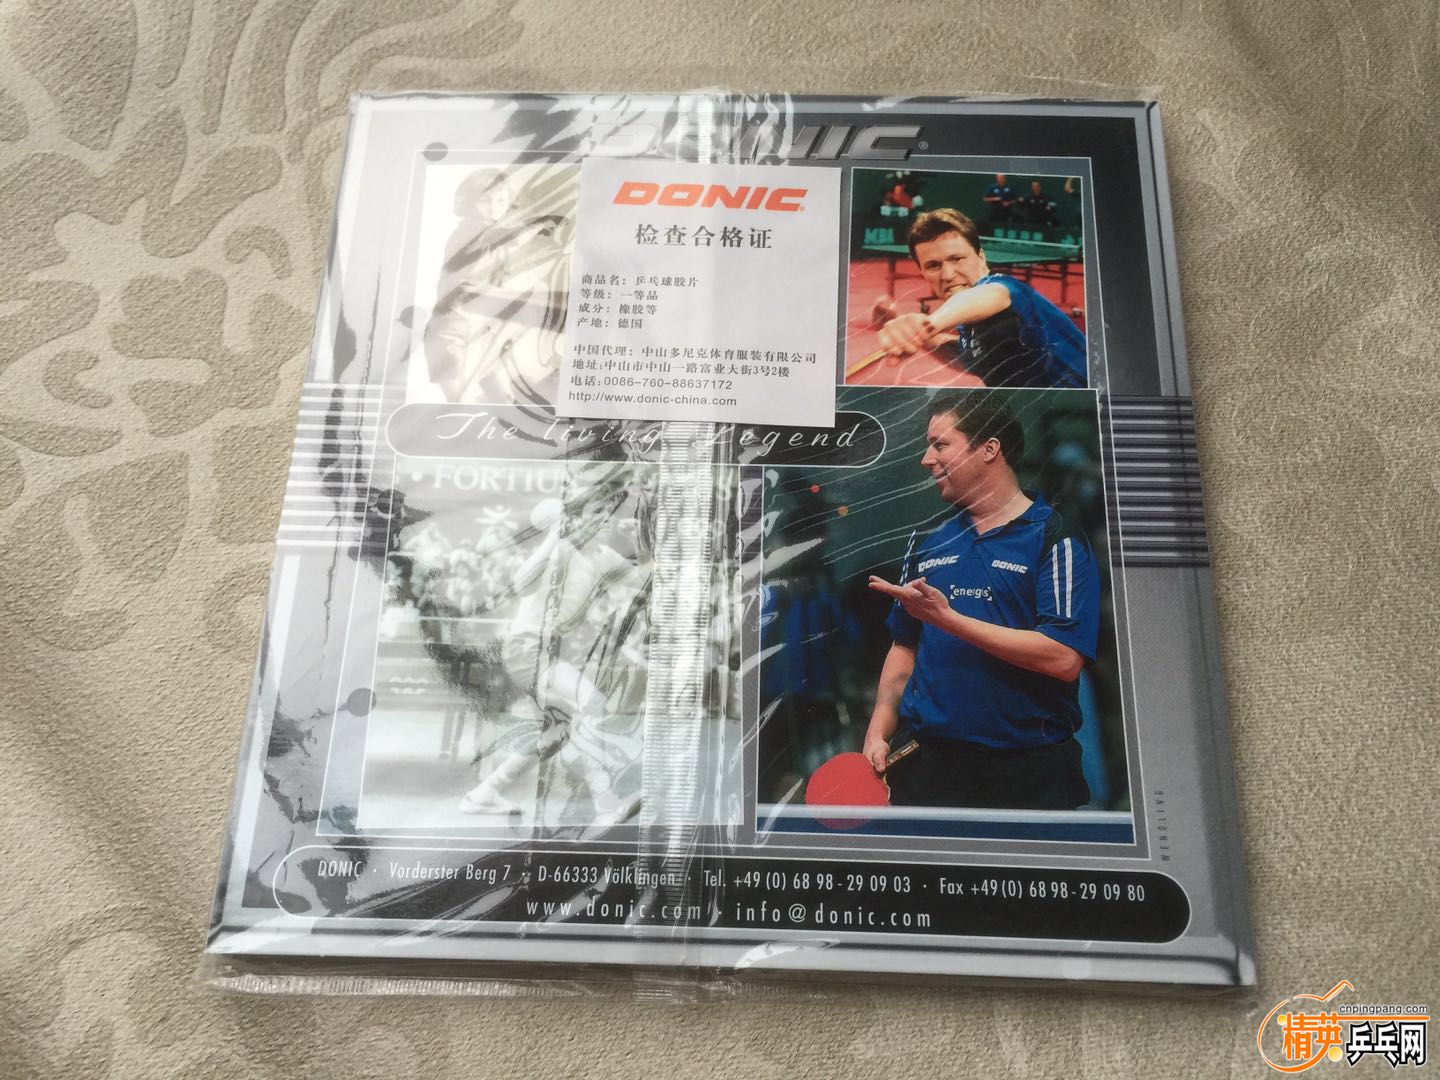 DONIC®
DONIC®
检查合格证
商品名：乒乓球胶片
等级：一等品
成分：橡胶等
产地：德国
中国代理：中山多尼克体育服装有限公司
地址:中山市中山一路富业大街3号2楼
电话:0086-760-88637172
http://www.donic-china.com
The living Legend
• FORTIUS
DONIC DONIC
[energis]
WENDLING
DONIC · Vorderster Berg 7 · D-66333 Völklingen · Tel. +49 (0) 68 98 - 29 09 03 · Fax +49 (0) 68 98 - 29 09 80
www.donic.com · info@donic.com
cnpingpang.com
精英乒乓网